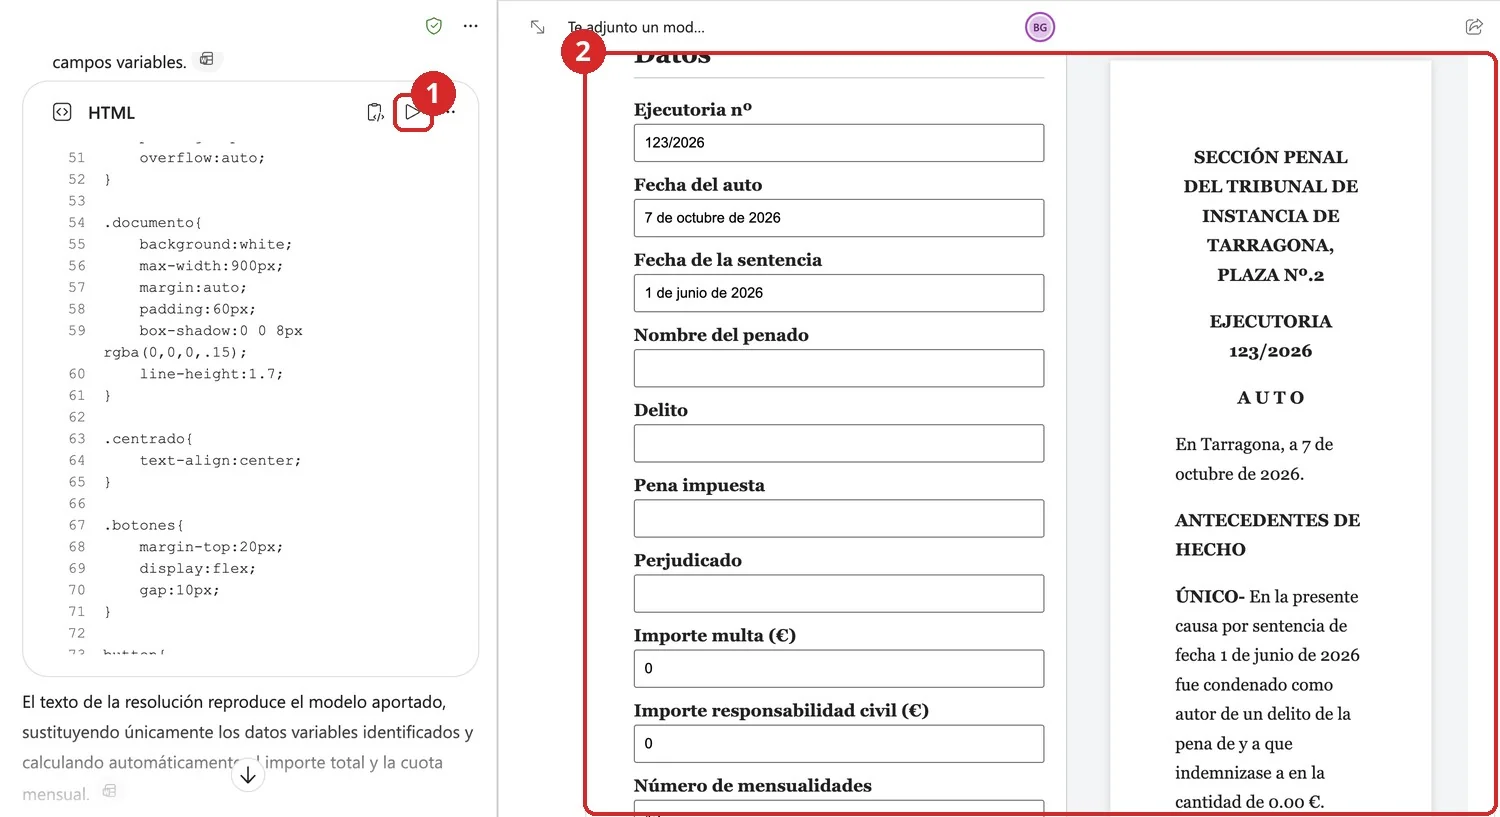 campos variables.
HTML
1
51 overflow:auto;
52 }
53
54 .documento{
55 background:white;
56 max-width:900px;
57 margin:auto;
58 padding:60px;
59 box-shadow:0 0 8px
rgba(0,0,0,.15);
60 line-height:1.7;
61 }
62
63 .centrado{
64 text-align:center;
65 }
66
67 .botones{
68 margin-top:20px;
69 display:flex;
70 gap:10px;
71 }
72
73 button{
El texto de la resolución reproduce el modelo aportado,
sustituyendo únicamente los datos variables identificados y
calculando automáticamente el importe total y la cuota
mensual.
Te adjunto un mod...
BG
2
Datos
Ejecutoria nº
123/2026
Fecha del auto
7 de octubre de 2026
Fecha de la sentencia
1 de junio de 2026
Nombre del penado
Delito
Pena impuesta
Perjudicado
Importe multa (€)
0
Importe responsabilidad civil (€)
0
Número de mensualidades
SECCIÓN PENAL
DEL TRIBUNAL DE
INSTANCIA DE
TARRAGONA,
PLAZA Nº.2
EJECUTORIA
123/2026
A U T O
En Tarragona, a 7 de
octubre de 2026.
ANTECEDENTES DE
HECHO
ÚNICO- En la presente
causa por sentencia de
fecha 1 de junio de 2026
fue condenado como
autor de un delito de la
pena de y a que
indemnizase a en la
cantidad de 0.00 €.